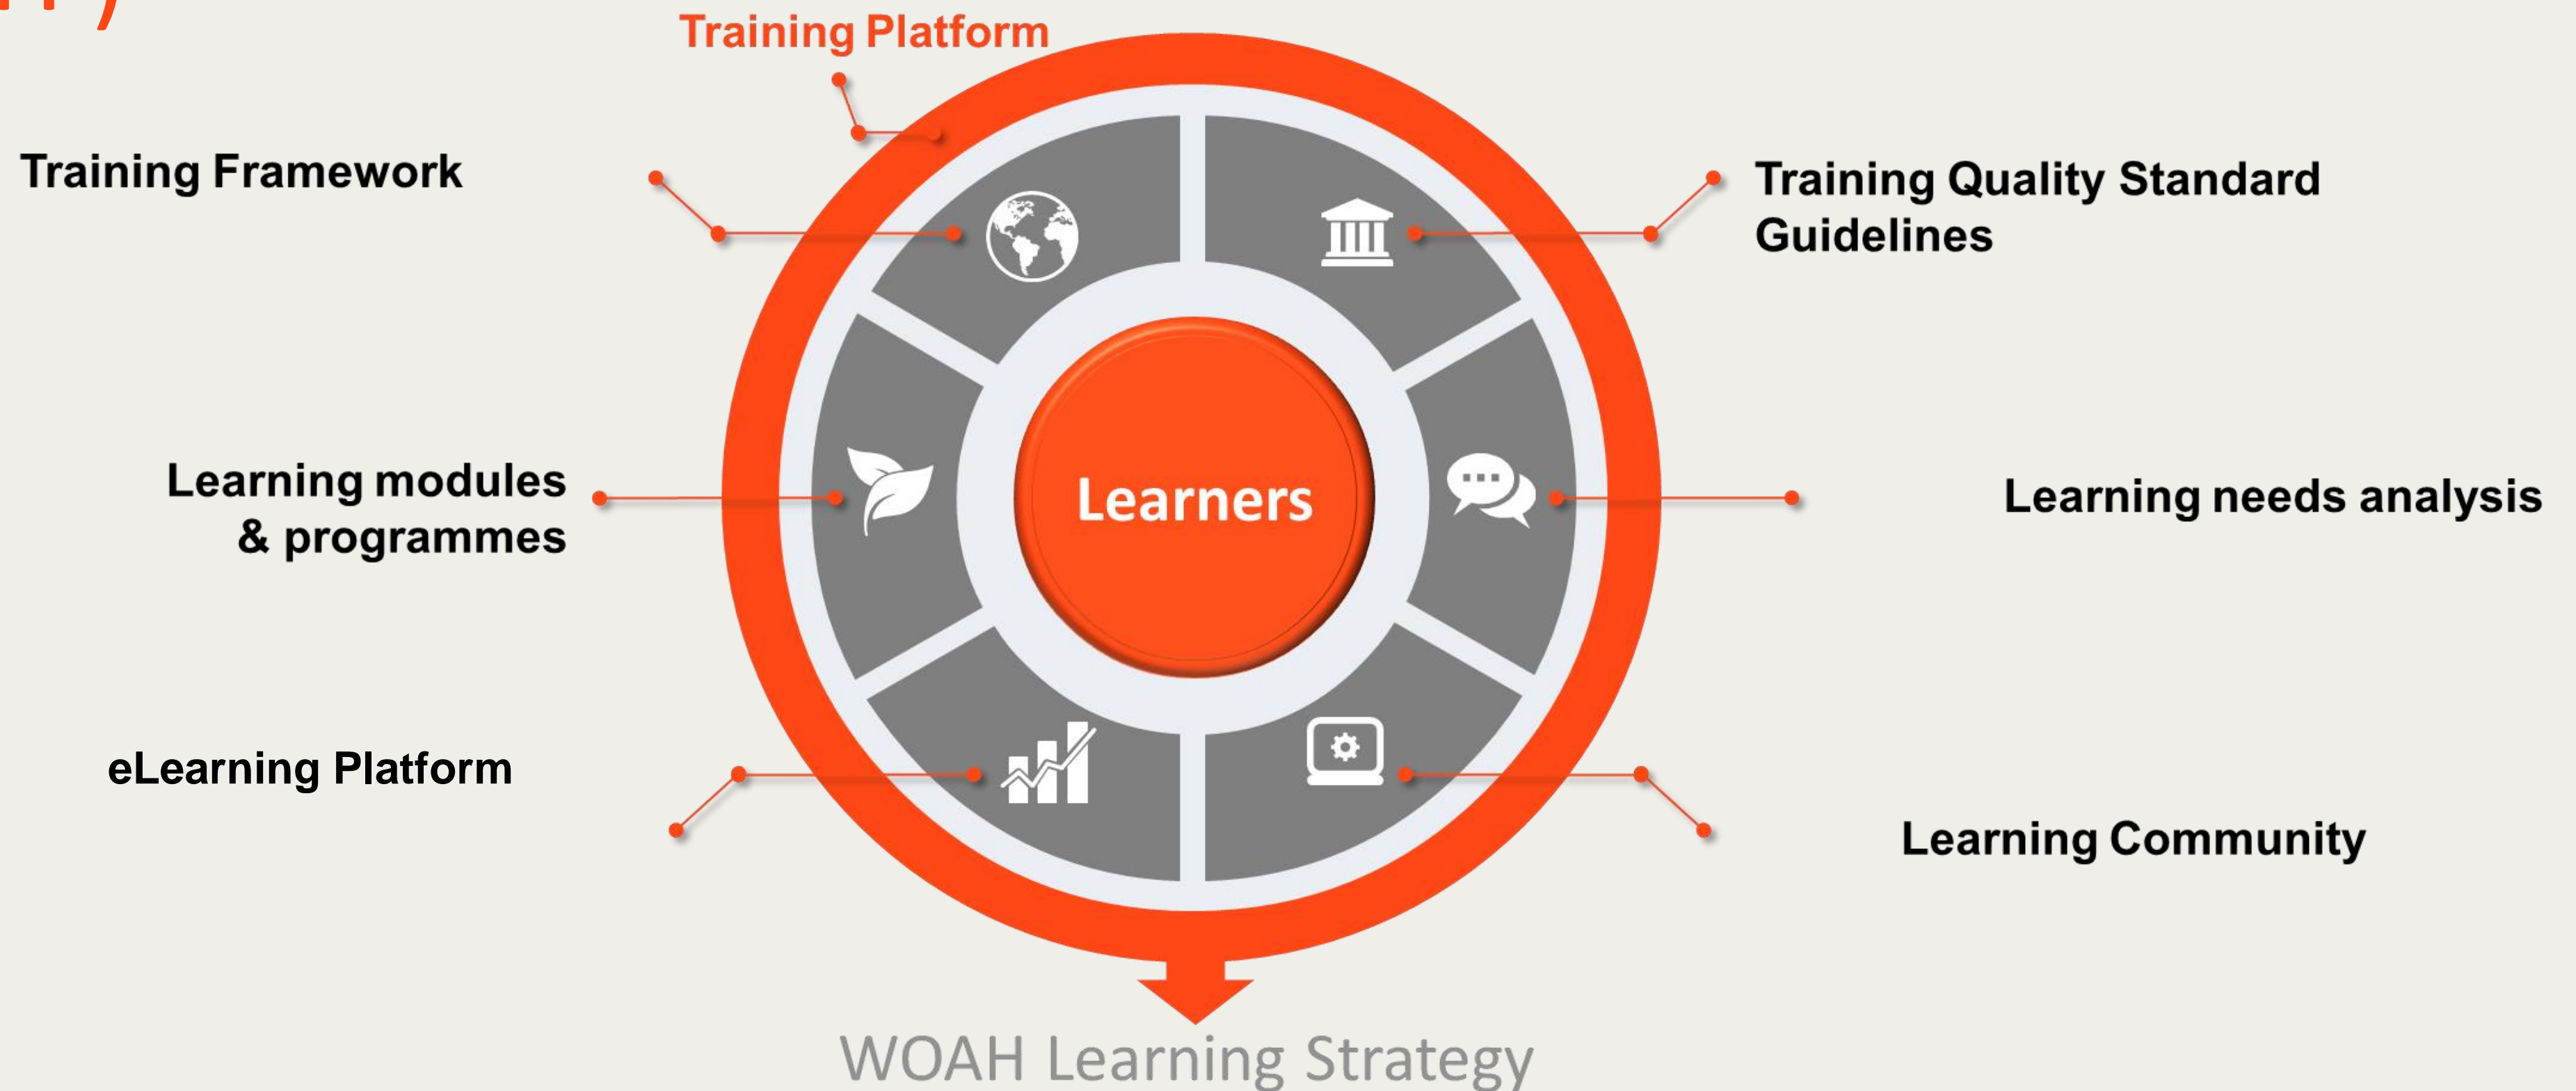 Training Platform
Training Framework
Training Quality Standard
Guidelines
Learning modules
& programmes
Learners
Learning needs analysis
eLearning Platform
Learning Community
WOAH Learning Strategy